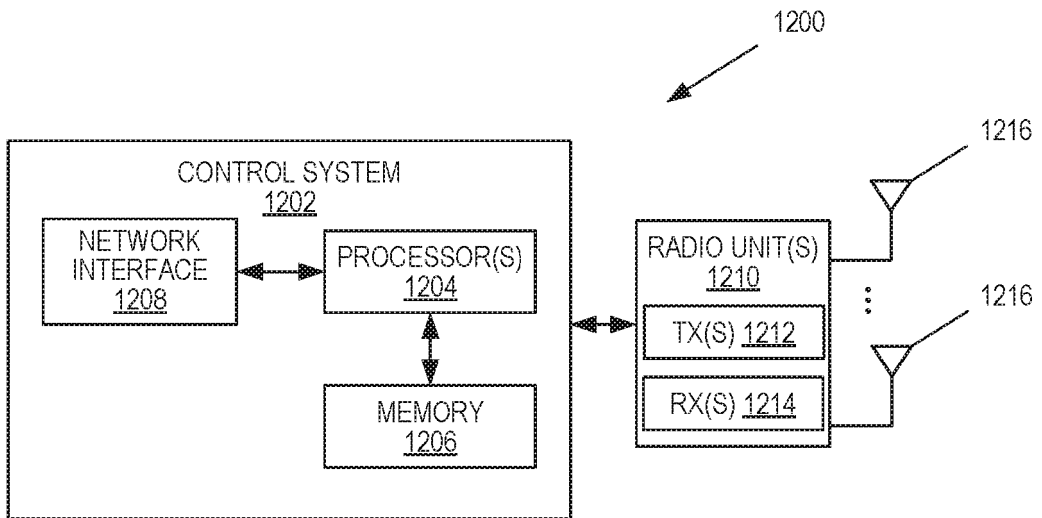 1200
1216
CONTROL SYSTEM
1202
NETWORK
INTERFACE
1208
PROCESSOR(S)
1204
MEMORY
1206
RADIO UNIT(S)
1210
TX(S) 1212
RX(S) 1214
1216